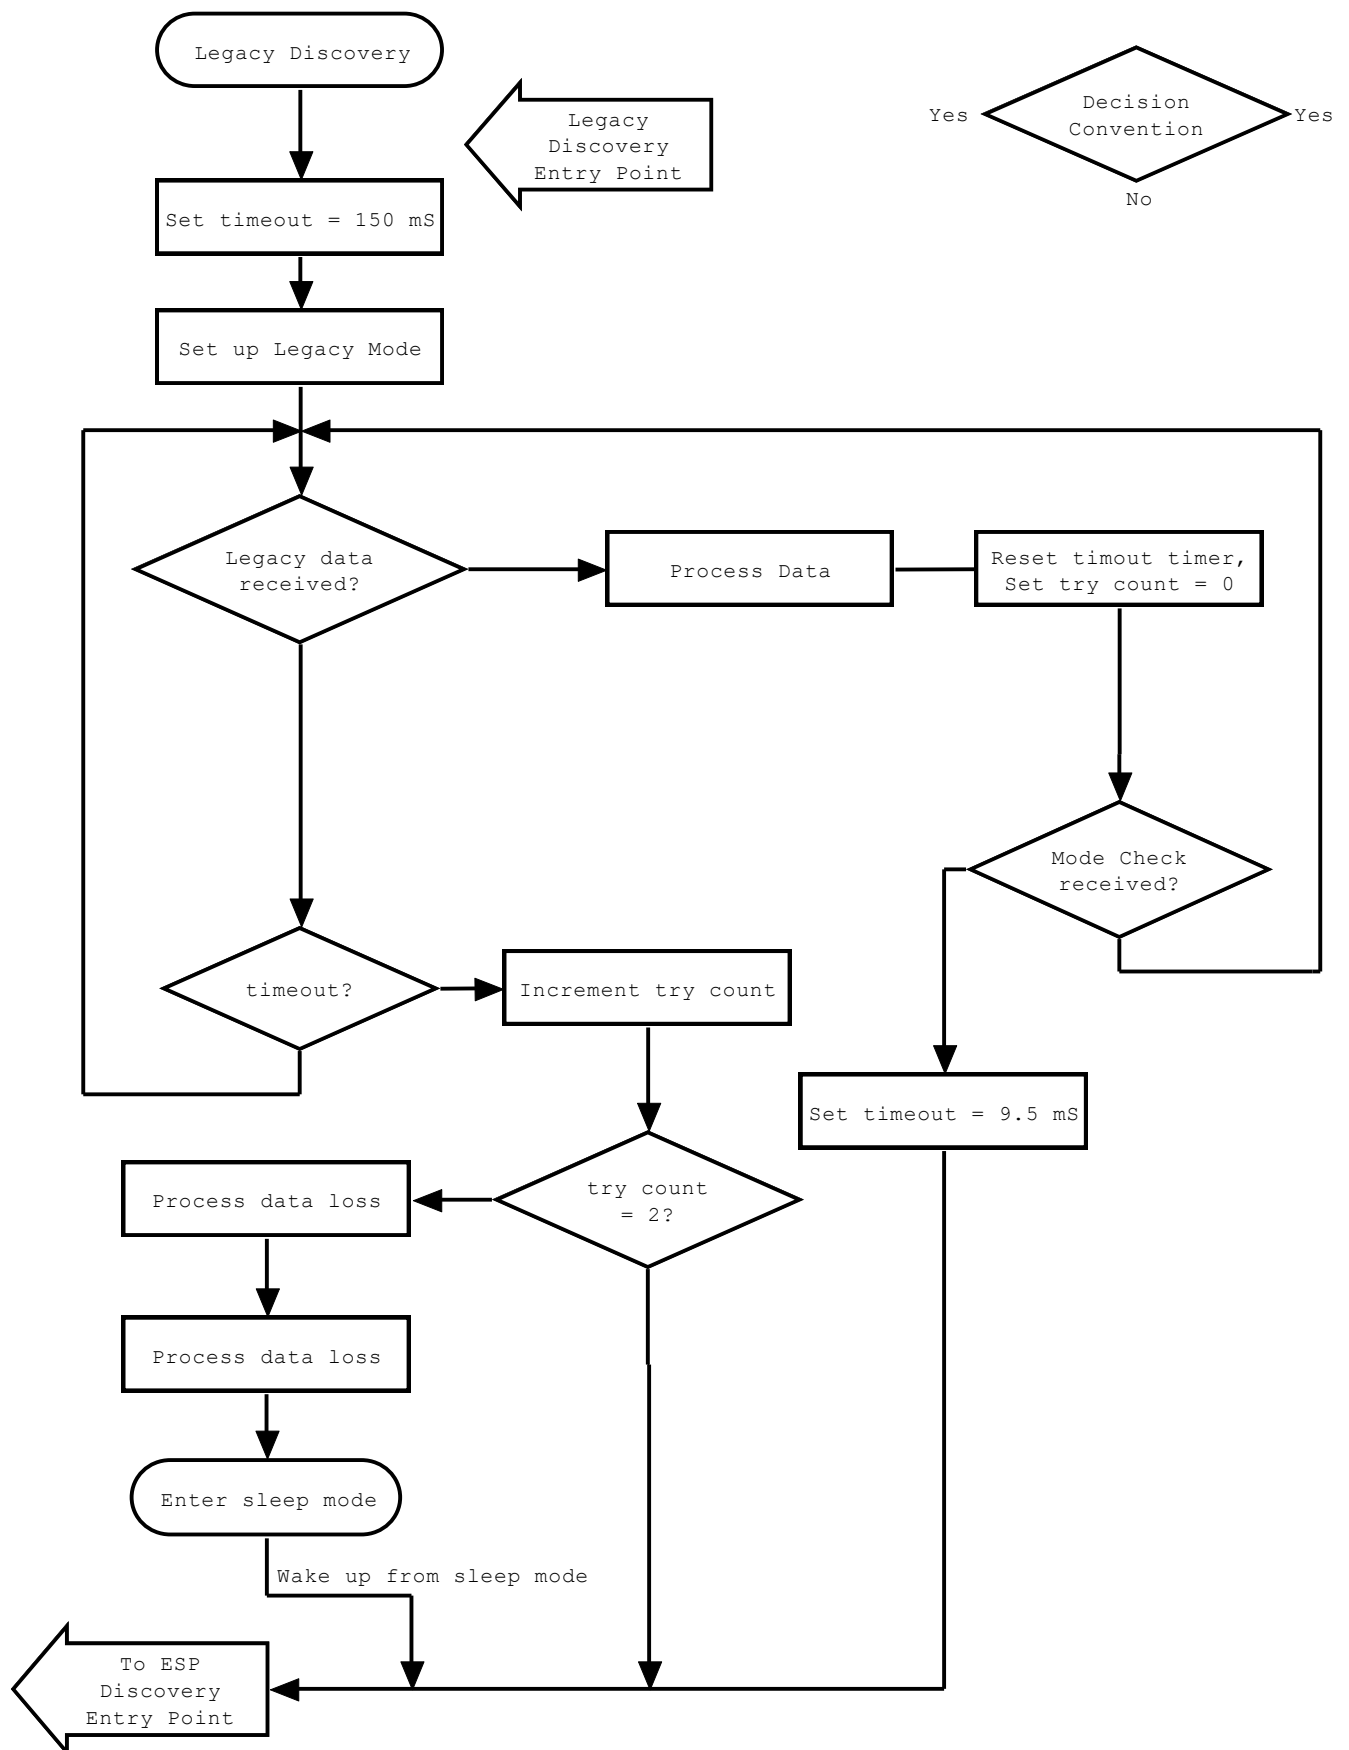 Legacy Discovery
Legacy
Discovery
Entry Point
Decision
Convention
Yes
Yes
No
Set timeout = 150 mS
Set up Legacy Mode
Legacy data
received?
Process Data
Reset timout timer,
Set try count = 0
Mode Check
received?
timeout?
Increment try count
Set timeout = 9.5 mS
try count
= 2?
Process data loss
Process data loss
Enter sleep mode
Wake up from sleep mode
To ESP
Discovery
Entry Point